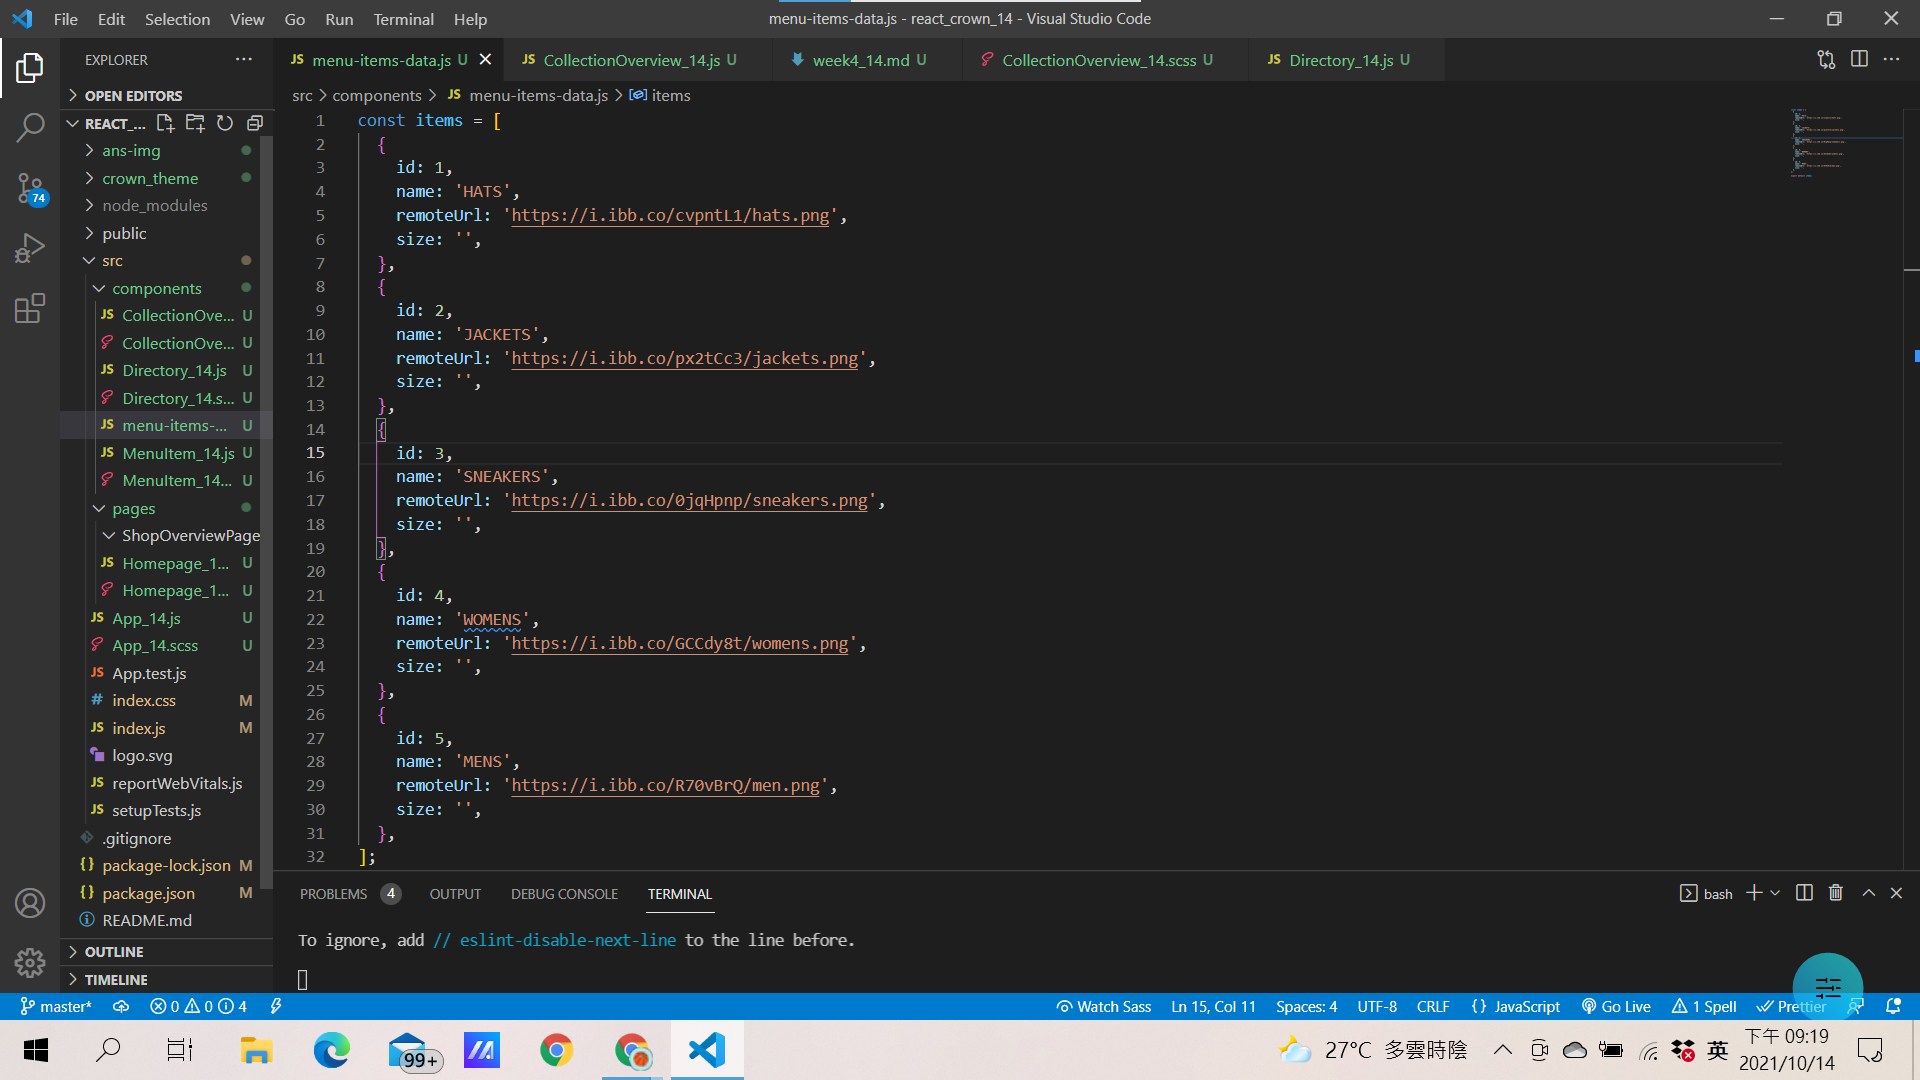 File Edit Selection View Go Run Terminal Help
menu-items-data.js - react_crown_14 - Visual Studio Code
EXPLORER
OPEN EDITORS
REACT_...
ans-img
crown_theme
node_modules
public
src
components
JS CollectionOve... U
CollectionOve... U
JS Directory_14.js U
Directory_14.s... U
JS menu-items-... U
JS MenuItem_14.js U
MenuItem_14... U
pages
ShopOverviewPage
JS Homepage_1... U
Homepage_1... U
JS App_14.js U
App_14.scss U
JS App.test.js
# index.css M
JS index.js M
logo.svg
JS reportWebVitals.js
JS setupTests.js
.gitignore
{} package-lock.json M
{} package.json M
README.md
OUTLINE
TIMELINE
74
JS menu-items-data.js U
JS CollectionOverview_14.js U
week4_14.md U
CollectionOverview_14.scss U
JS Directory_14.js U
src > components > JS menu-items-data.js > items
1 const items = [
2 {
3 id: 1,
4 name: 'HATS',
5 remoteUrl: 'https://i.ibb.co/cvpntL1/hats.png',
6 size: '',
7 },
8 {
9 id: 2,
10 name: 'JACKETS',
11 remoteUrl: 'https://i.ibb.co/px2tCc3/jackets.png',
12 size: '',
13 },
14 {
15 id: 3,
16 name: 'SNEAKERS',
17 remoteUrl: 'https://i.ibb.co/0jqHpnp/sneakers.png',
18 size: '',
19 },
20 {
21 id: 4,
22 name: 'WOMENS',
23 remoteUrl: 'https://i.ibb.co/GCCdy8t/womens.png',
24 size: '',
25 },
26 {
27 id: 5,
28 name: 'MENS',
29 remoteUrl: 'https://i.ibb.co/R70vBrQ/men.png',
30 size: '',
31 },
32 ];
PROBLEMS 4 OUTPUT DEBUG CONSOLE TERMINAL
bash
To ignore, add // eslint-disable-next-line to the line before.
master* 0 0 4
Watch Sass Ln 15, Col 11 Spaces: 4 UTF-8 CRLF {} JavaScript Go Live 1 Spell Prettier
99+
27°C 多雲時陰
英
下午 09:19
2021/10/14